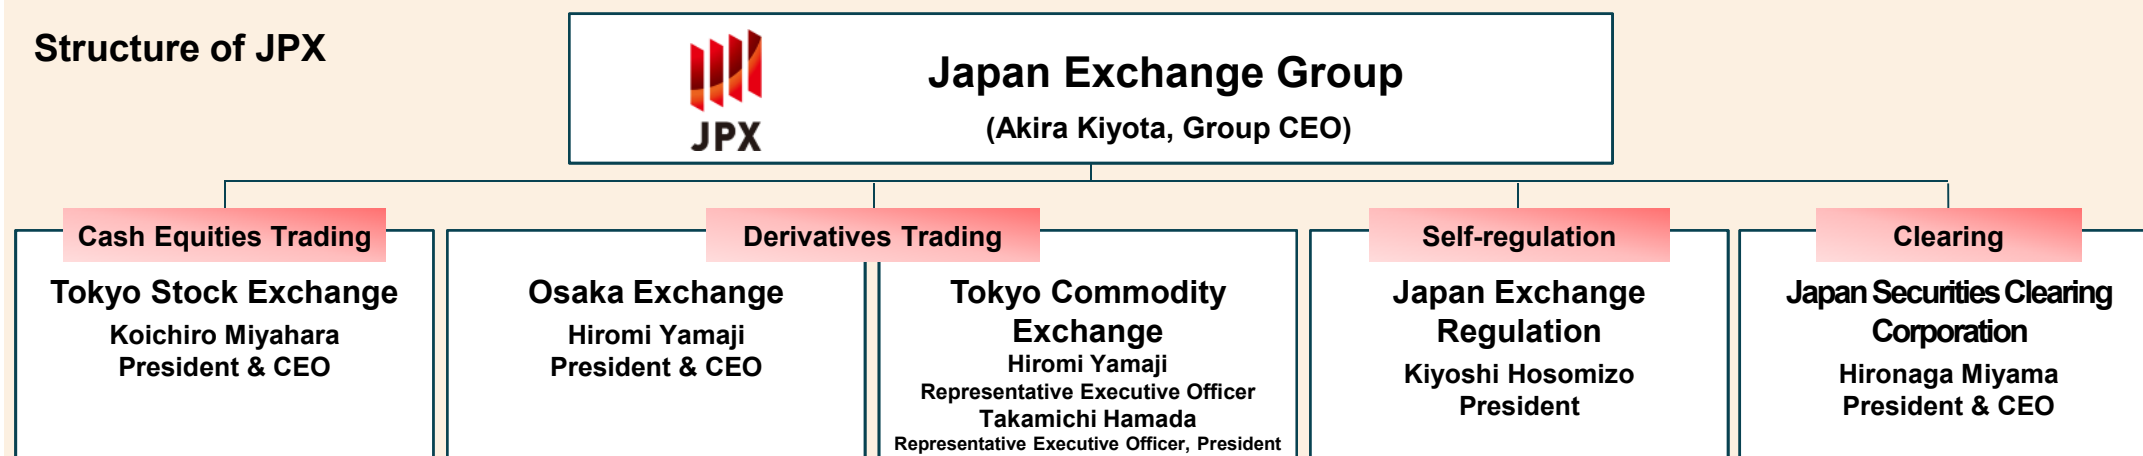 Structure of JPX
JPX
Japan Exchange Group
(Akira Kiyota, Group CEO)
Cash Equities Trading
Tokyo Stock Exchange
Koichiro Miyahara
President & CEO
Derivatives Trading
Osaka Exchange
Hiromi Yamaji
President & CEO
Tokyo Commodity
Exchange
Hiromi Yamaji
Representative Executive Officer
Takamichi Hamada
Representative Executive Officer, President
Self-regulation
Japan Exchange
Regulation
Kiyoshi Hosomizo
President
Clearing
Japan Securities Clearing
Corporation
Hironaga Miyama
President & CEO